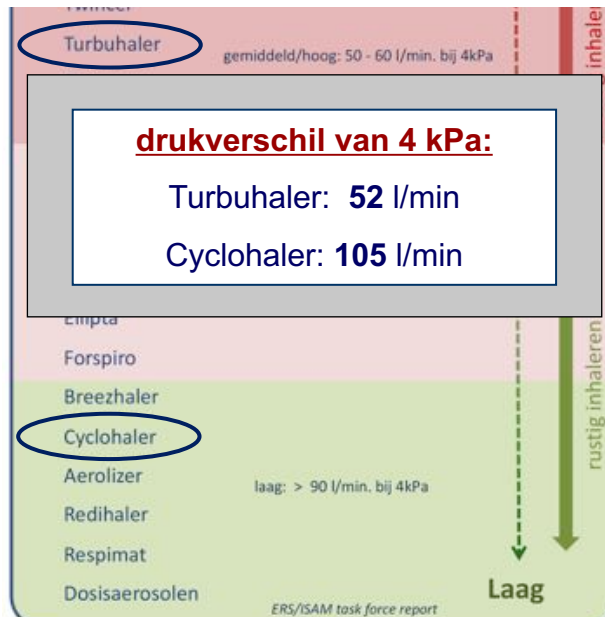 Twincer
Turbuhaler
gemiddeld/hoog: 50 - 60 l/min. bij 4kPa
inhaler
drukverschil van 4 kPa:
Turbuhaler: 52 l/min
Cyclohaler: 105 l/min
Ellipta
Forspiro
Breezhaler
Cyclohaler
Aerolizer
laag: > 90 l/min. bij 4kPa
Redihaler
Respimat
Dosisaerosolen
rustig inhaleren
Laag
ERS/ISAM task force report